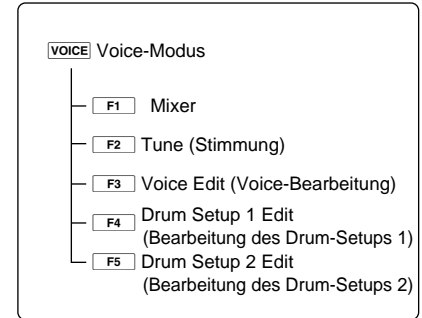 VOICE Voice-Modus
F1 Mixer
F2 Tune (Stimmung)
F3 Voice Edit (Voice-Bearbeitung)
F4 Drum Setup 1 Edit
(Bearbeitung des Drum-Setups 1)
F5 Drum Setup 2 Edit
(Bearbeitung des Drum-Setups 2)